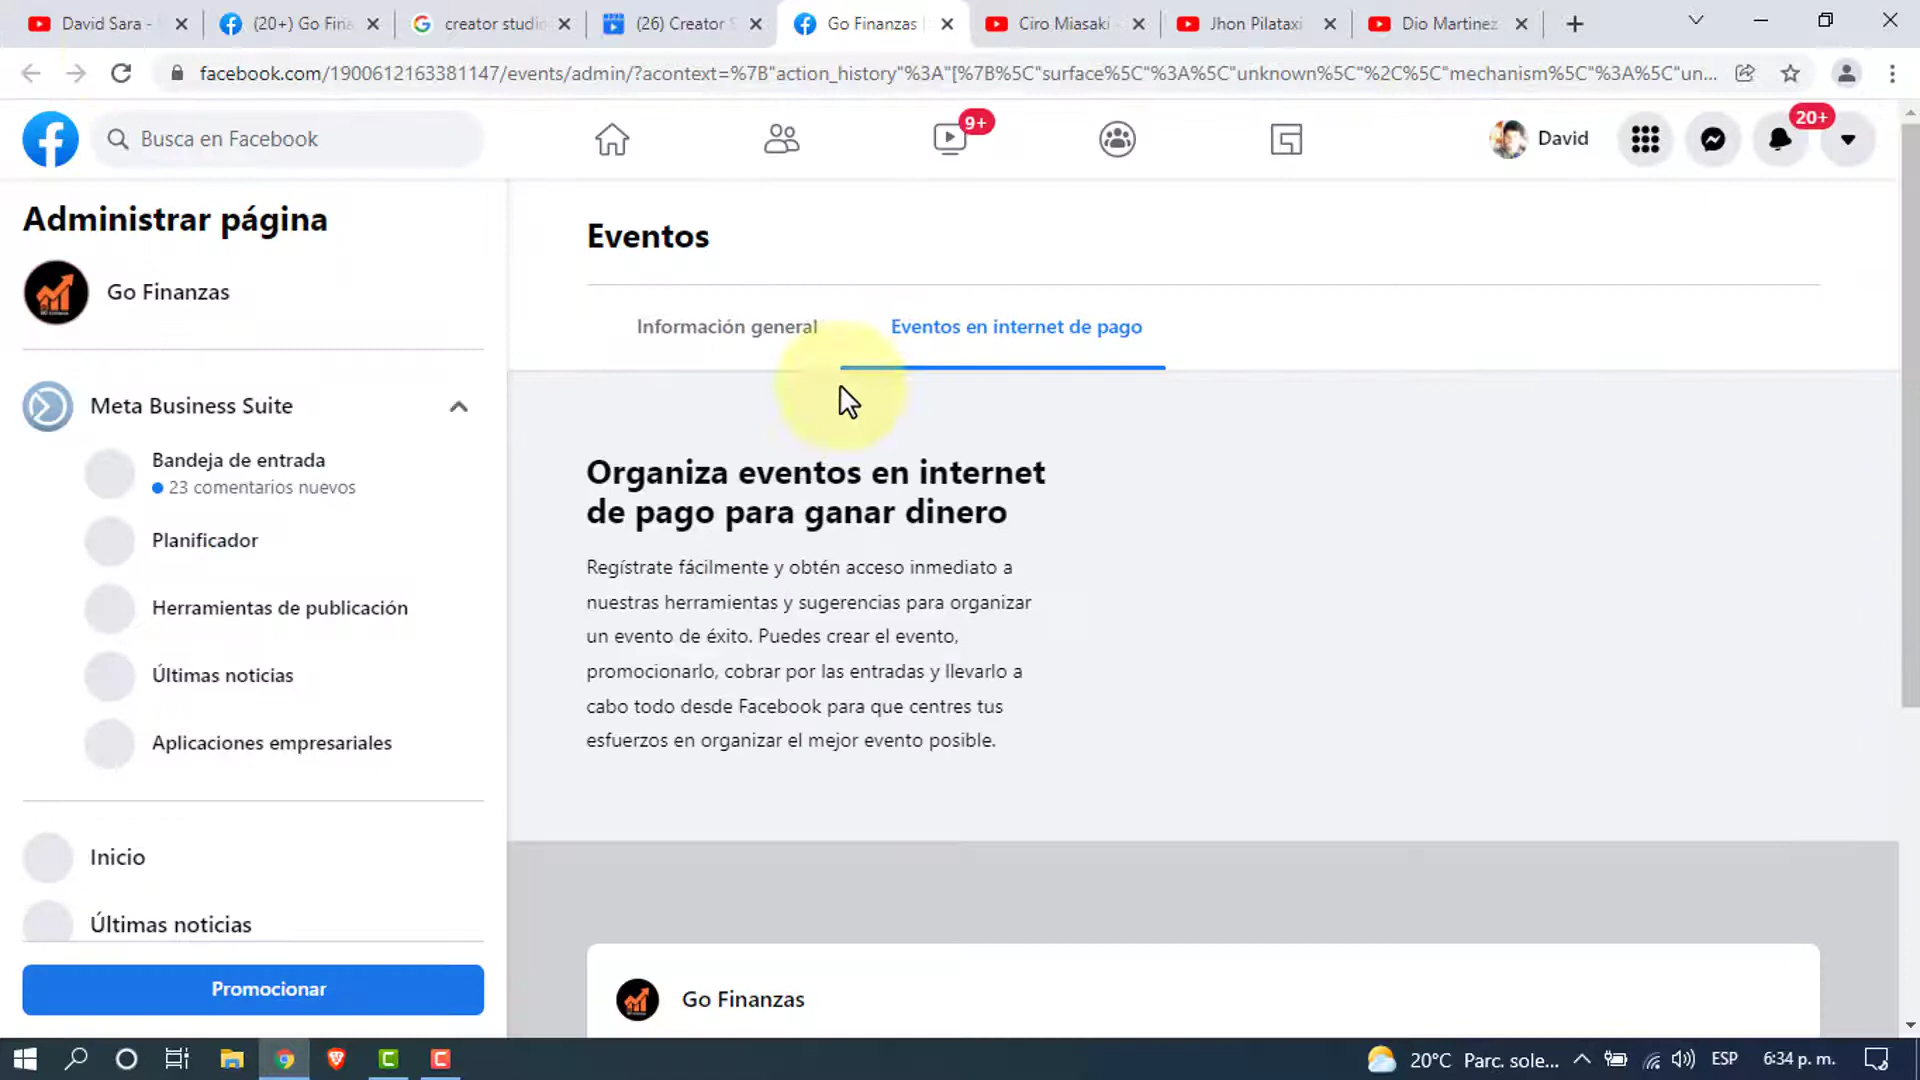 David Sara -
(20+) Go Fina
creator studio
(26) Creator S
Go Finanzas
Ciro Miasaki -
Jhon Pilataxi
Dio Martinez
facebook.com/1900612163381147/events/admin/?acontext=%7B"action_history"%3A"[%7B%5C"surface%5C"%3A%5C"unknown%5C"%2C%5C"mechanism%5C"%3A%5C"un...
Busca en Facebook
9+
David
20+
Administrar página
Go Finanzas
Meta Business Suite
Bandeja de entrada
23 comentarios nuevos
Planificador
Herramientas de publicación
Últimas noticias
Aplicaciones empresariales
Inicio
Últimas noticias
Promocionar
Eventos
Información general
Eventos en internet de pago
Organiza eventos en internet
de pago para ganar dinero
Regístrate fácilmente y obtén acceso inmediato a
nuestras herramientas y sugerencias para organizar
un evento de éxito. Puedes crear el evento,
promocionarlo, cobrar por las entradas y llevarlo a
cabo todo desde Facebook para que centres tus
esfuerzos en organizar el mejor evento posible.
Go Finanzas
20°C Parc. sole...
ESP
6:34 p. m.